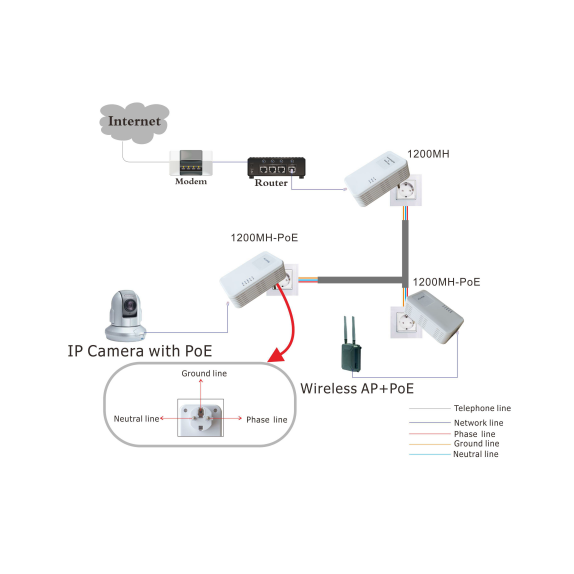 Internet
1200MH
Modem
Router
1200MH-PoE
1200MH-PoE
IP Camera with PoE
Wireless AP+PoE
Ground line
Neutral line
Phase line
Telephone line
Network line
Phase line
Ground line
Neutral line